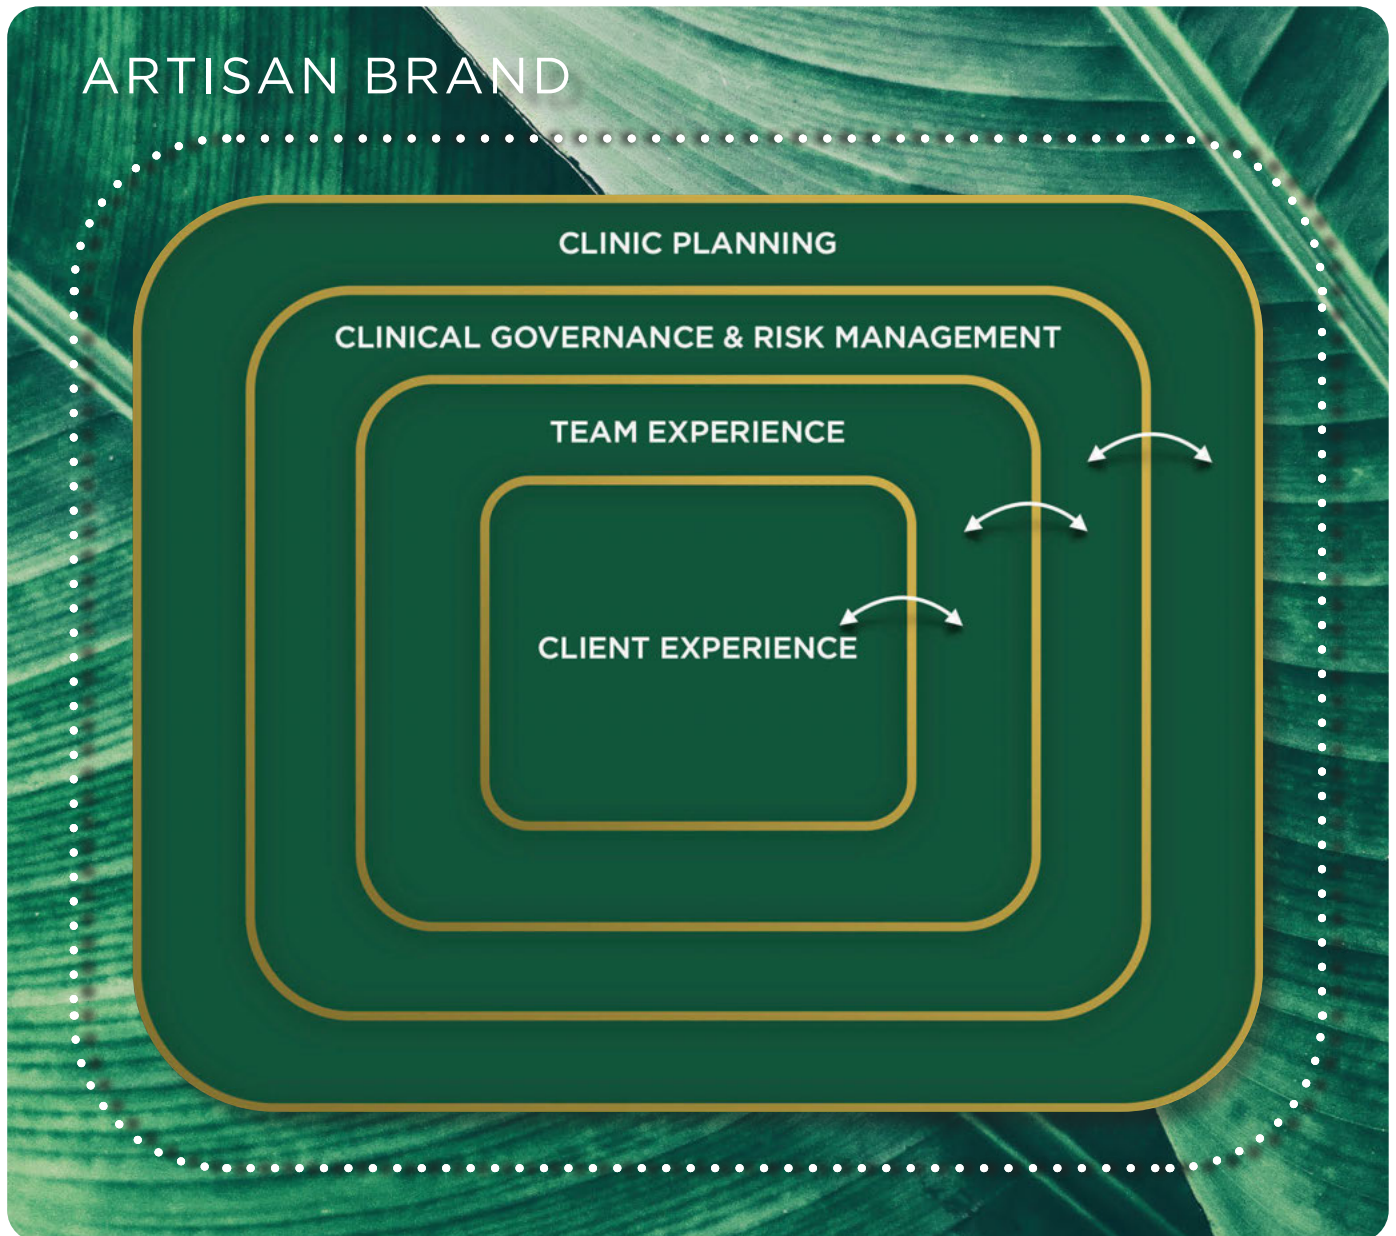 ARTISAN BRAND
CLINIC PLANNING
CLINICAL GOVERNANCE & RISK MANAGEMENT
TEAM EXPERIENCE
CLIENT EXPERIENCE